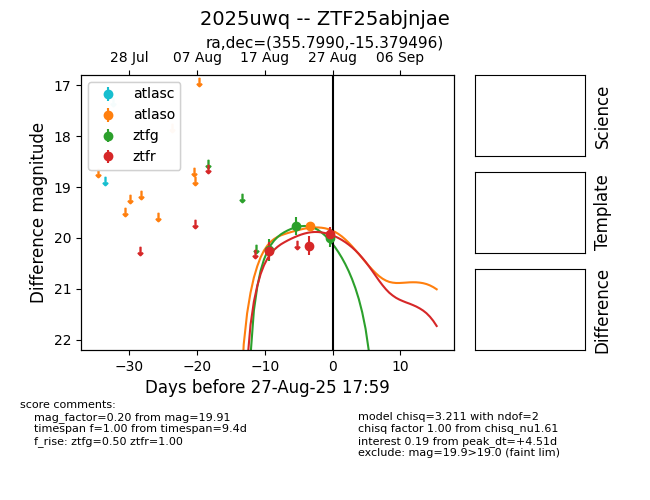 2025uwq -- ZTF25abjnjae
ra,dec=(355.7990,-15.379496)
28 Jul 07 Aug 17 Aug 27 Aug 06 Sep
17
18
19
20
21
22
Difference magnitude
atlasc
atlaso
ztfg
ztfr
−30 −20 −10 0 10
Days before 27-Aug-25 17:59
Science
Template
Difference
score comments:
mag_factor=0.20 from mag=19.91
timespan f=1.00 from timespan=9.4d
f_rise: ztfg=0.50 ztfr=1.00
model chisq=3.211 with ndof=2
chisq factor 1.00 from chisq_nu1.61
interest 0.19 from peak_dt=+4.51d
exclude: mag=19.9>19.0 (faint lim)